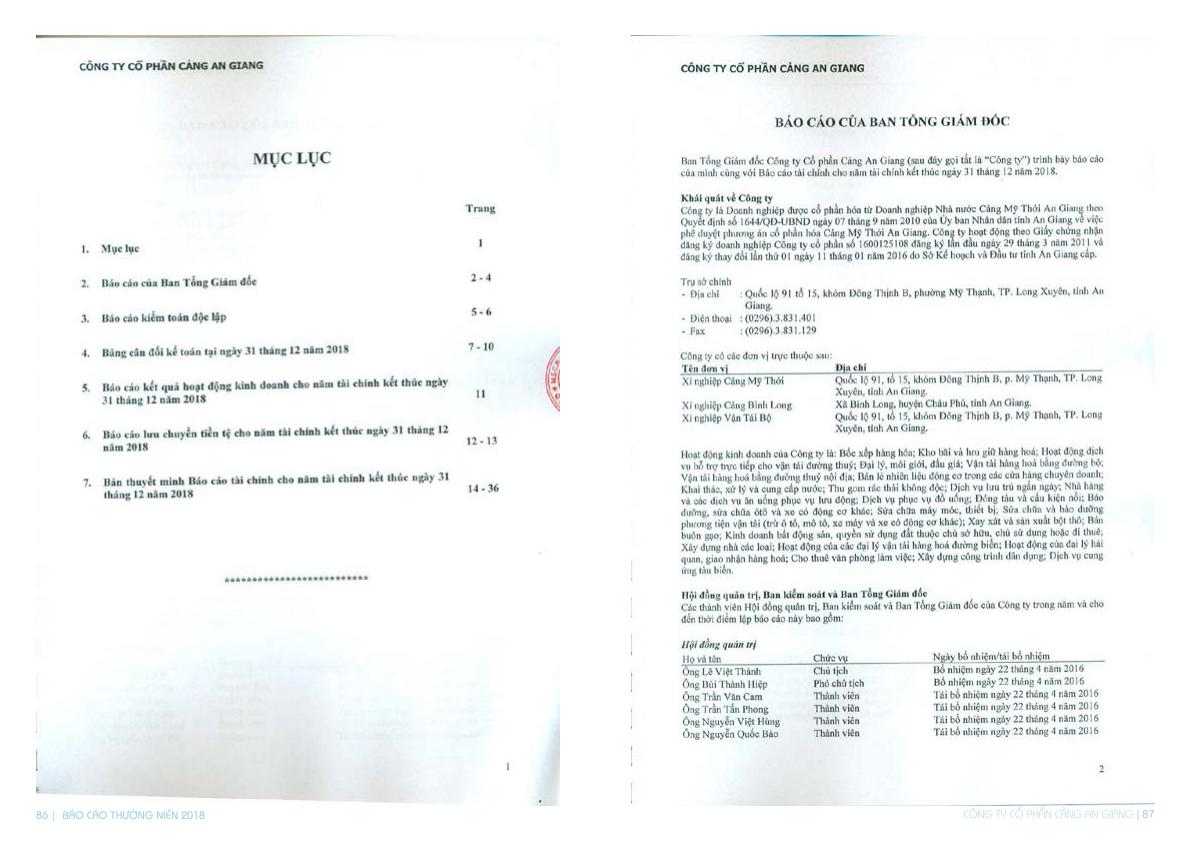 CÔNG TY CỔ PHẦN CẢNG AN GIANG
MỤC LỤC
Trang
1. Mục lục 1
2. Báo cáo của Ban Tổng Giám đốc 2 - 4
3. Báo cáo kiểm toán độc lập 5 - 6
4. Bảng cân đối kế toán tại ngày 31 tháng 12 năm 2018 7 - 10
5. Báo cáo kết quả hoạt động kinh doanh cho năm tài chính kết thúc ngày
31 tháng 12 năm 2018 11
6. Báo cáo lưu chuyển tiền tệ cho năm tài chính kết thúc ngày 31 tháng 12
năm 2018 12 - 13
7. Bản thuyết minh Báo cáo tài chính cho năm tài chính kết thúc ngày 31
tháng 12 năm 2018 14 - 36
**************************
1
86 | BÁO CÁO THƯỜNG NIÊN 2018
CÔNG TY CỔ PHẦN CẢNG AN GIANG
BÁO CÁO CỦA BAN TỔNG GIÁM ĐỐC
Ban Tổng Giám đốc Công ty Cổ phần Cảng An Giang (sau đây gọi tắt là “Công ty”) trình bày báo cáo
của mình cùng với Báo cáo tài chính cho năm tài chính kết thúc ngày 31 tháng 12 năm 2018.
Khái quát về Công ty
Công ty là Doanh nghiệp được cổ phần hóa từ Doanh nghiệp Nhà nước Cảng Mỹ Thới An Giang theo
Quyết định số 1644/QĐ-UBND ngày 07 tháng 9 năm 2010 của Ủy ban Nhân dân tỉnh An Giang về việc
phê duyệt phương án cổ phần hóa Cảng Mỹ Thới An Giang. Công ty hoạt động theo Giấy chứng nhận
đăng ký doanh nghiệp Công ty cổ phần số 1600125108 đăng ký lần đầu ngày 29 tháng 3 năm 2011 và
đăng ký thay đổi lần thứ 01 ngày 11 tháng 01 năm 2016 do Sở Kế hoạch và Đầu tư tỉnh An Giang cấp.
Trụ sở chính
- Địa chỉ : Quốc lộ 91 tổ 15, khóm Đông Thịnh B, phường Mỹ Thạnh, TP. Long Xuyên, tỉnh An
Giang.
- Điện thoại : (0296).3.831.401
- Fax : (0296).3.831.129
Công ty có các đơn vị trực thuộc sau:
Tên đơn vị Địa chỉ
Xí nghiệp Cảng Mỹ Thới Quốc lộ 91, tổ 15, khóm Đông Thịnh B, p. Mỹ Thạnh, TP. Long
Xuyên, tỉnh An Giang.
Xí nghiệp Cảng Bình Long Xã Bình Long, huyện Châu Phú, tỉnh An Giang.
Xí nghiệp Vận Tải Bộ Quốc lộ 91, tổ 15, khóm Đông Thịnh B, p. Mỹ Thạnh, TP. Long
Xuyên, tỉnh An Giang.
Hoạt động kinh doanh của Công ty là: Bốc xếp hàng hóa; Kho bãi và lưu giữ hàng hoá; Hoạt động dịch
vụ hỗ trợ trực tiếp cho vận tải đường thuỷ; Đại lý, môi giới, đấu giá; Vận tải hàng hoá bằng đường bộ;
Vận tải hàng hoá bằng đường thuỷ nội địa; Bán lẻ nhiên liệu động cơ trong các cửa hàng chuyên doanh;
Khai thác, xử lý và cung cấp nước; Thu gom rác thải không độc; Dịch vụ lưu trú ngắn ngày; Nhà hàng
và các dịch vụ ăn uống phục vụ lưu động; Dịch vụ phục vụ đồ uống; Đóng tàu và cấu kiện nổi; Bảo
dưỡng, sửa chữa ôtô và xe có động cơ khác; Sửa chữa máy móc, thiết bị; Sửa chữa và bảo dưỡng
phương tiện vận tải (trừ ô tô, mô tô, xe máy và xe có động cơ khác); Xay xát và sản xuất bột thô; Bán
buôn gạo; Kinh doanh bất động sản, quyền sử dụng đất thuộc chủ sở hữu, chủ sử dụng hoặc đi thuê;
Xây dựng nhà các loại; Hoạt động của các đại lý vận tải hàng hoá đường biển; Hoạt động của đại lý hải
quan, giao nhận hàng hoá; Cho thuê văn phòng làm việc; Xây dựng công trình dân dụng; Dịch vụ cung
ứng tàu biển.
Hội đồng quản trị, Ban kiểm soát và Ban Tổng Giám đốc
Các thành viên Hội đồng quản trị, Ban kiểm soát và Ban Tổng Giám đốc của Công ty trong năm và cho
đến thời điểm lập báo cáo này bao gồm:
Hội đồng quản trị
Họ và tên Chức vụ Ngày bổ nhiệm/tái bổ nhiệm
Ông Lê Việt Thành Chủ tịch Bổ nhiệm ngày 22 tháng 4 năm 2016
Ông Bùi Thành Hiệp Phó chủ tịch Bổ nhiệm ngày 22 tháng 4 năm 2016
Ông Trần Văn Cam Thành viên Tái bổ nhiệm ngày 22 tháng 4 năm 2016
Ông Trần Tấn Phong Thành viên Tái bổ nhiệm ngày 22 tháng 4 năm 2016
Ông Nguyễn Việt Hùng Thành viên Tái bổ nhiệm ngày 22 tháng 4 năm 2016
Ông Nguyễn Quốc Bảo Thành viên Tái bổ nhiệm ngày 22 tháng 4 năm 2016
2
CÔNG TY CỔ PHẦN CẢNG AN GIANG | 87